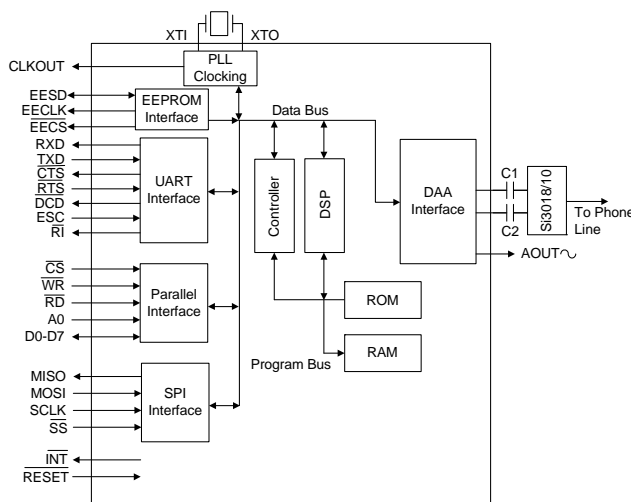 XTI XTO
CLKOUT
PLL
Clocking
EESD
EECLK
EECS
EEPROM
Interface
Data Bus
RXD
TXD
CTS
RTS
DCD
ESC
RI
UART
Interface
Controller
DSP
DAA
Interface
C1
C2
Si3018/10
To Phone
Line
AOUT
CS
WR
RD
A0
D0-D7
Parallel
Interface
ROM
RAM
Program Bus
MISO
MOSI
SCLK
SS
SPI
Interface
INT
RESET